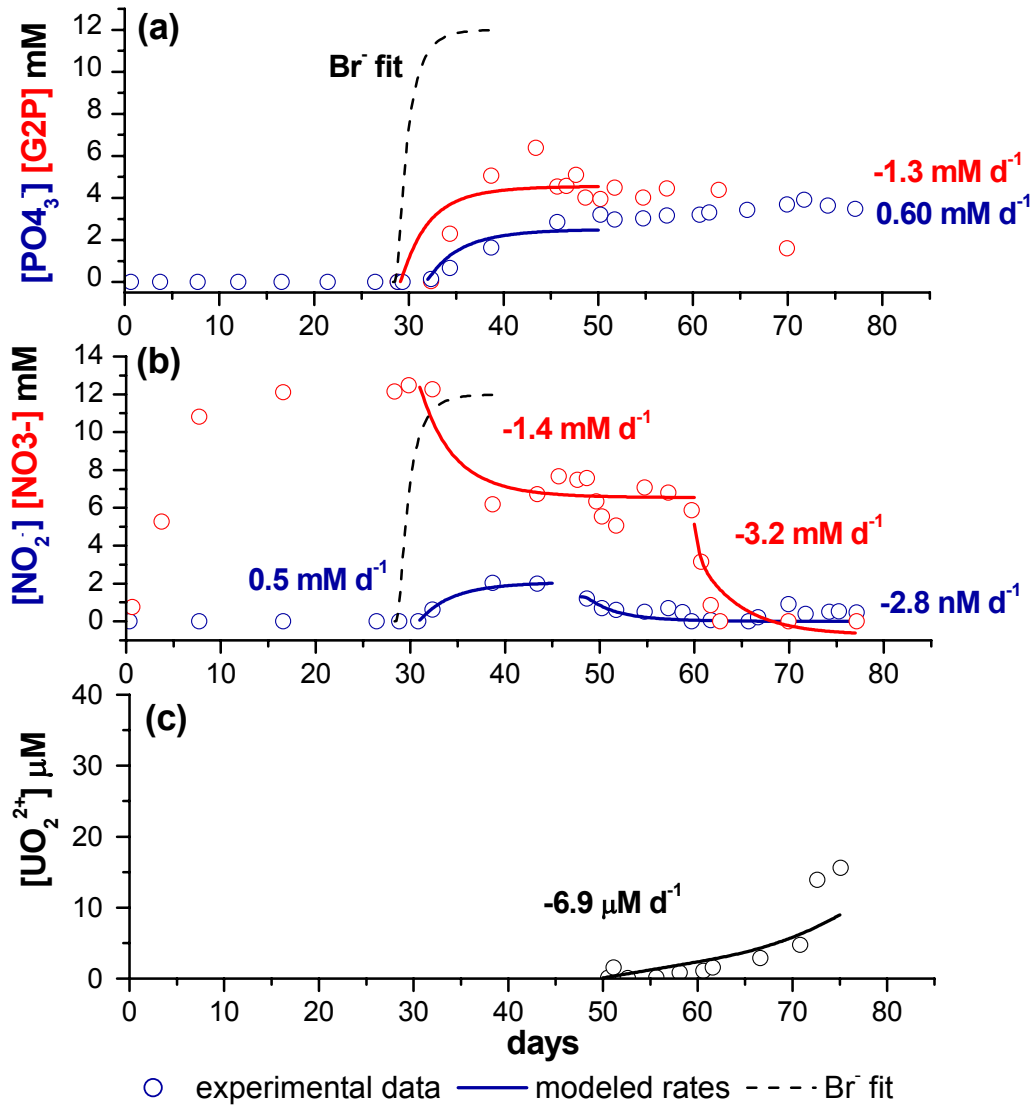 (a)
12
10
8
6
4
2
0
[PO4₃⁻] [G2P] mM
Br⁻ fit
-1.3 mM d⁻¹
0.60 mM d⁻¹
0 10 20 30 40 50 60 70 80
(b)
14
12
10
8
6
4
2
0
[NO₂⁻] [NO3-] mM
-1.4 mM d⁻¹
-3.2 mM d⁻¹
0.5 mM d⁻¹
-2.8 nM d⁻¹
0 10 20 30 40 50 60 70 80
(c)
40
30
20
10
0
[UO₂²⁺] μM
-6.9 μM d⁻¹
0 10 20 30 40 50 60 70 80
days
experimental data modeled rates Br⁻ fit